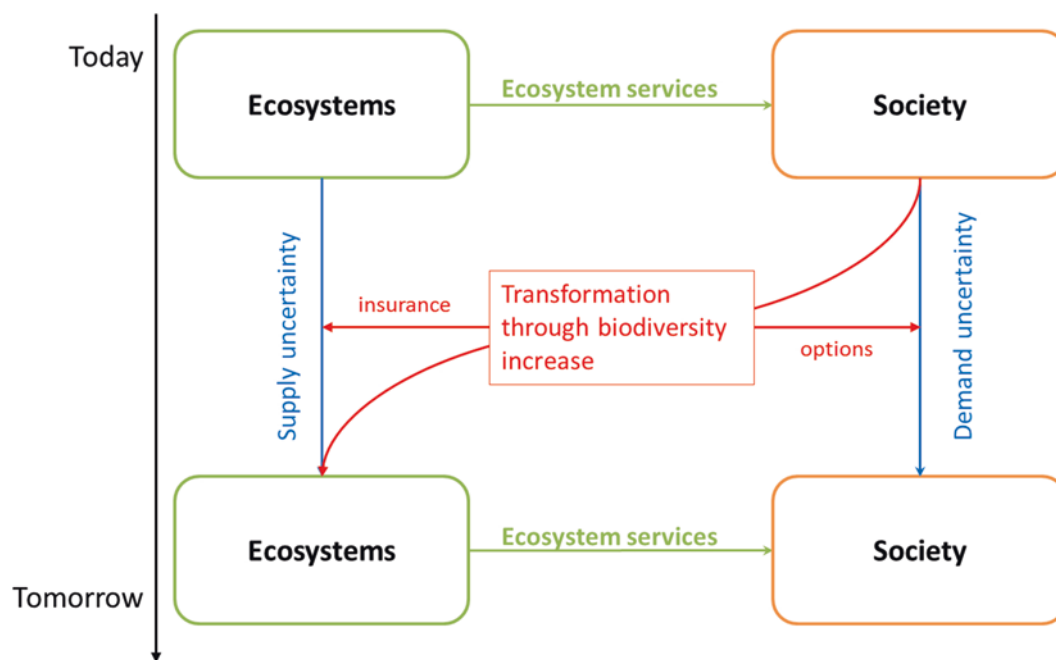 Today
Ecosystems
Ecosystem services
Society
Supply uncertainty
insurance
Transformation
through biodiversity
increase
options
Demand uncertainty
Ecosystems
Ecosystem services
Society
Tomorrow